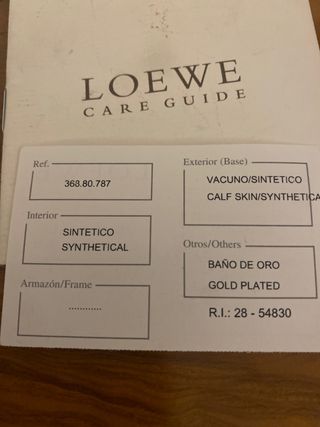 LOEWE
CARE GUIDE
Ref.
368.80.787
Exterior (Base)
VACUNO/SINTETICO
CALF SKIN/SYNTHETICA
Interior
SINTETICO
SYNTHETICAL
Otros/Others
BAÑO DE ORO
GOLD PLATED
Armazón/Frame
............
R.I.: 28 - 54830